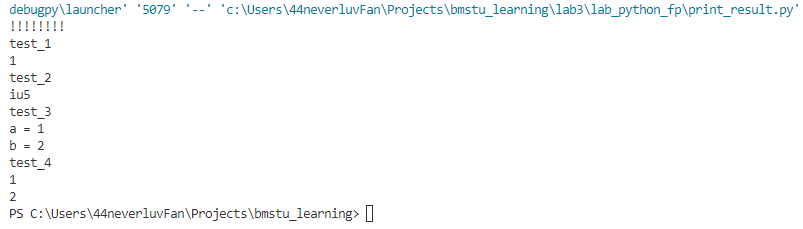 debugpy\launcher' '5079' '--' 'c:\Users\44neverluvFan\Projects\bmstu_learning\lab3\lab_python_fp\print_result.py'
!!!!!!!!
test_1
1
test_2
iu5
test_3
a = 1
b = 2
test_4
1
2
PS C:\Users\44neverluvFan\Projects\bmstu_learning>